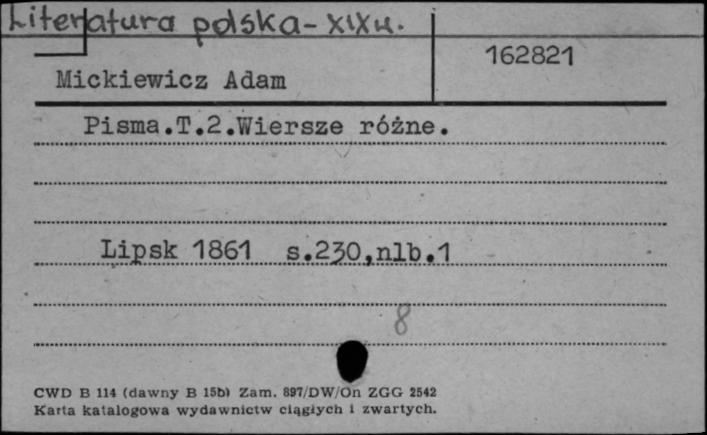 Literatura polska - XIX w.
162821
Mickiewicz Adam
Pisma.T.2.Wiersze różne.
Lipsk 1861 s.230,nlb.1
8
CWD B 114 (dawny B 15b) Zam. 897/DW/On ZGG 2542
Karta katalogowa wydawnictw ciągłych i zwartych.